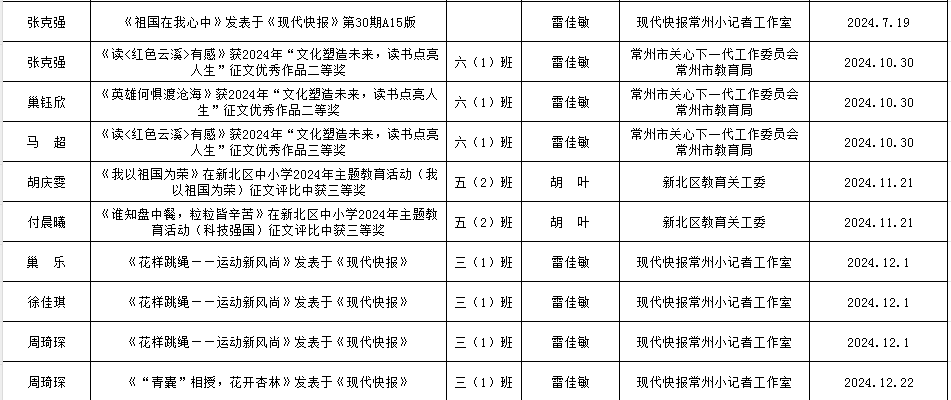 张克强 《祖国在我心中》发表于《现代快报》第30期A15版 雷佳敏 现代快报常州小记者工作室 2024.7.19
张克强 《读<红色云溪>有感》获2024年“文化塑造未来，读书点亮人生”征文优秀作品二等奖 六（1）班 雷佳敏 常州市关心下一代工作委员会 常州市教育局 2024.10.30
巢钰欣 《英雄何惧渡沧海》获2024年“文化塑造未来，读书点亮人生”征文优秀作品二等奖 六（1）班 雷佳敏 常州市关心下一代工作委员会 常州市教育局 2024.10.30
马 超 《读<红色云溪>有感》获2024年“文化塑造未来，读书点亮人生”征文优秀作品三等奖 六（1）班 雷佳敏 常州市关心下一代工作委员会 常州市教育局 2024.10.30
胡庆雯 《我以祖国为荣》在新北区中小学2024年主题教育活动（我以祖国为荣）征文评比中获三等奖 五（2）班 胡 叶 新北区教育关工委 2024.11.21
付晨曦 《谁知盘中餐，粒粒皆辛苦》在新北区中小学2024年主题教育活动（科技强国）征文评比中获三等奖 五（2）班 胡 叶 新北区教育关工委 2024.11.21
巢 乐 《花样跳绳——运动新风尚》发表于《现代快报》 三（1）班 雷佳敏 现代快报常州小记者工作室 2024.12.1
徐佳琪 《花样跳绳——运动新风尚》发表于《现代快报》 三（1）班 雷佳敏 现代快报常州小记者工作室 2024.12.1
周琦琛 《花样跳绳——运动新风尚》发表于《现代快报》 三（1）班 雷佳敏 现代快报常州小记者工作室 2024.12.1
周琦琛 《“青囊”相授，花开杏林》发表于《现代快报》 三（1）班 雷佳敏 现代快报常州小记者工作室 2024.12.22